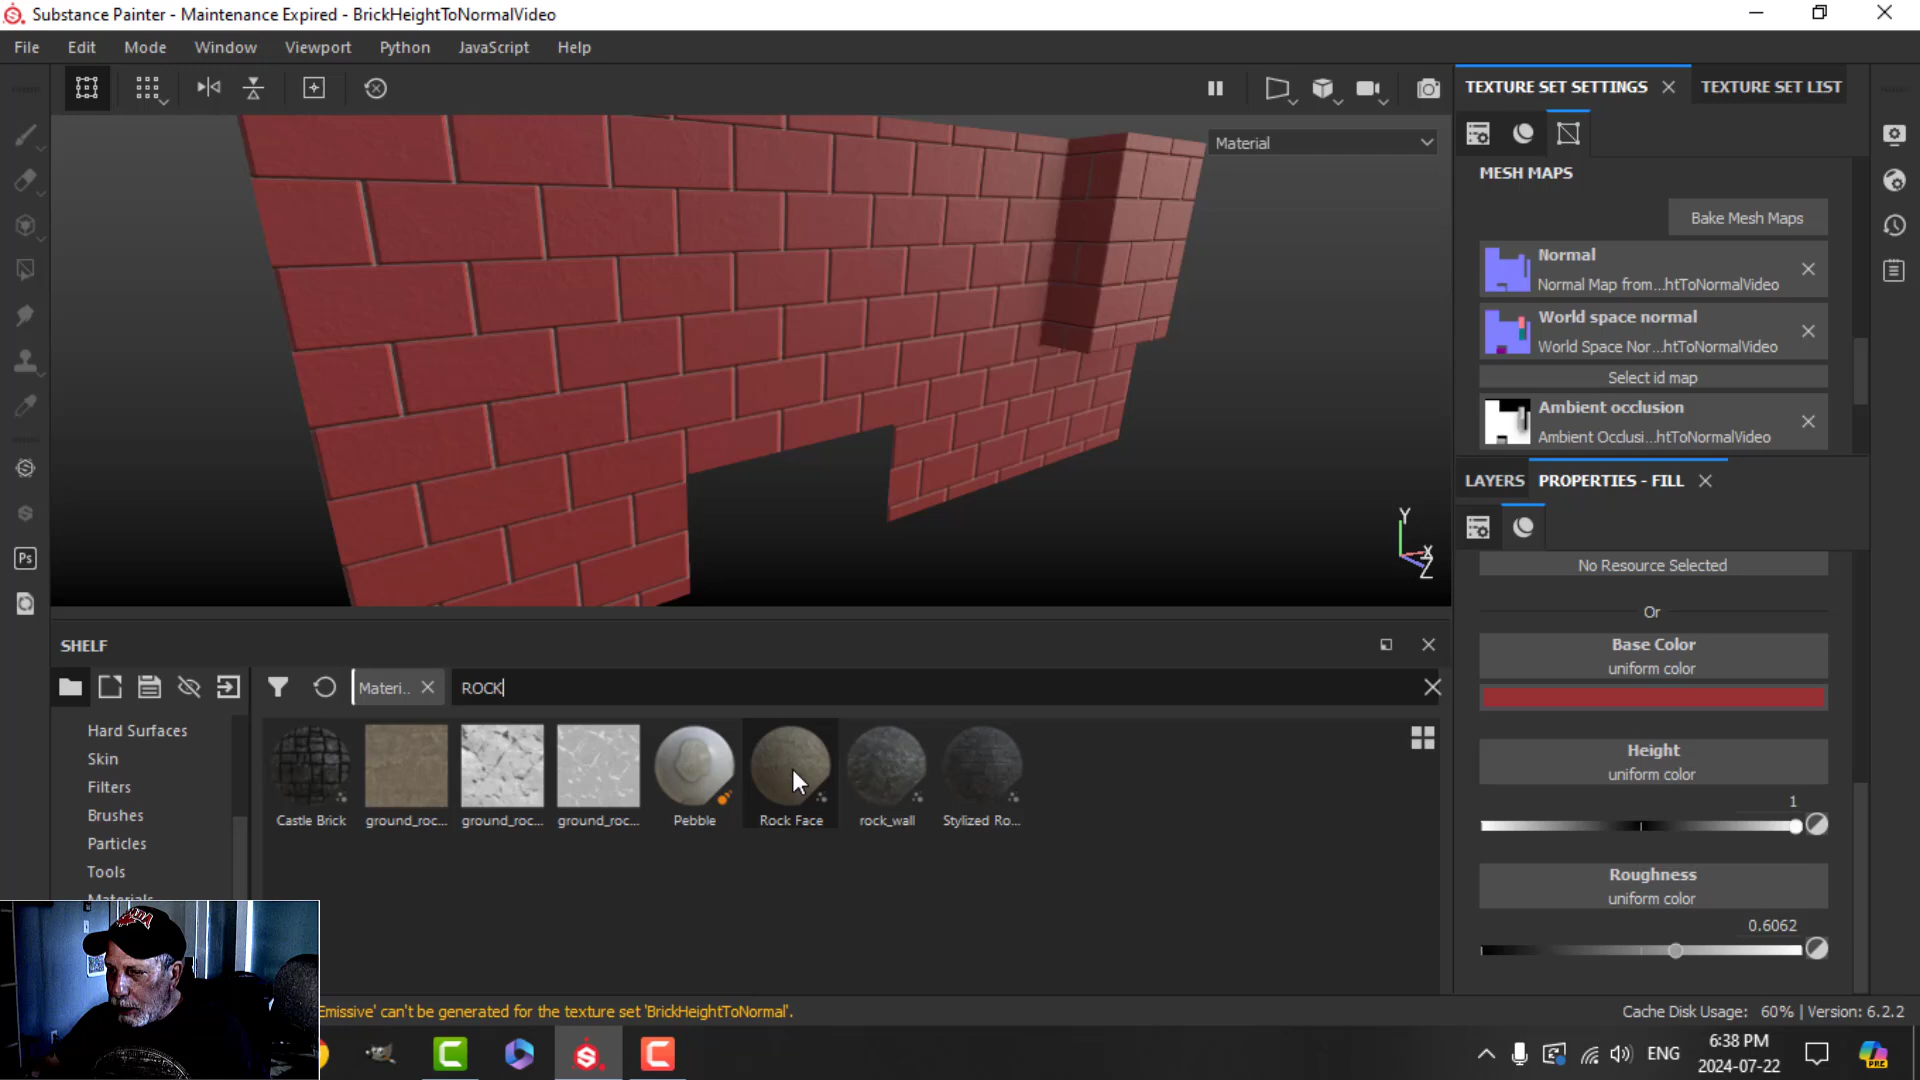 Substance Painter - Maintenance Expired - BrickHeightToNormalVideo
File Edit Mode Window Viewport Python JavaScript Help
TEXTURE SET SETTINGS TEXTURE SET LIST
Material
MESH MAPS
Bake Mesh Maps
Normal
Normal Map from...htToNormalVideo
World space normal
World Space Nor...htToNormalVideo
Select id map
Ambient occlusion
Ambient Occlusi...htToNormalVideo
Y
X
Z
LAYERS PROPERTIES - FILL
No Resource Selected
Or
Base Color
uniform color
Height
uniform color
1
Roughness
uniform color
0.6062
SHELF
Materi.. ROCK
Hard Surfaces
Skin
Filters
Brushes
Particles
Tools
Materials
Castle Brick ground_roc... ground_roc... ground_roc... Pebble Rock Face rock_wall Stylized Ro...
Ps
Emissive' can't be generated for the texture set 'BrickHeightToNormal'.
Cache Disk Usage: 60% | Version: 6.2.2
ENG
6:38 PM
2024-07-22
PRE